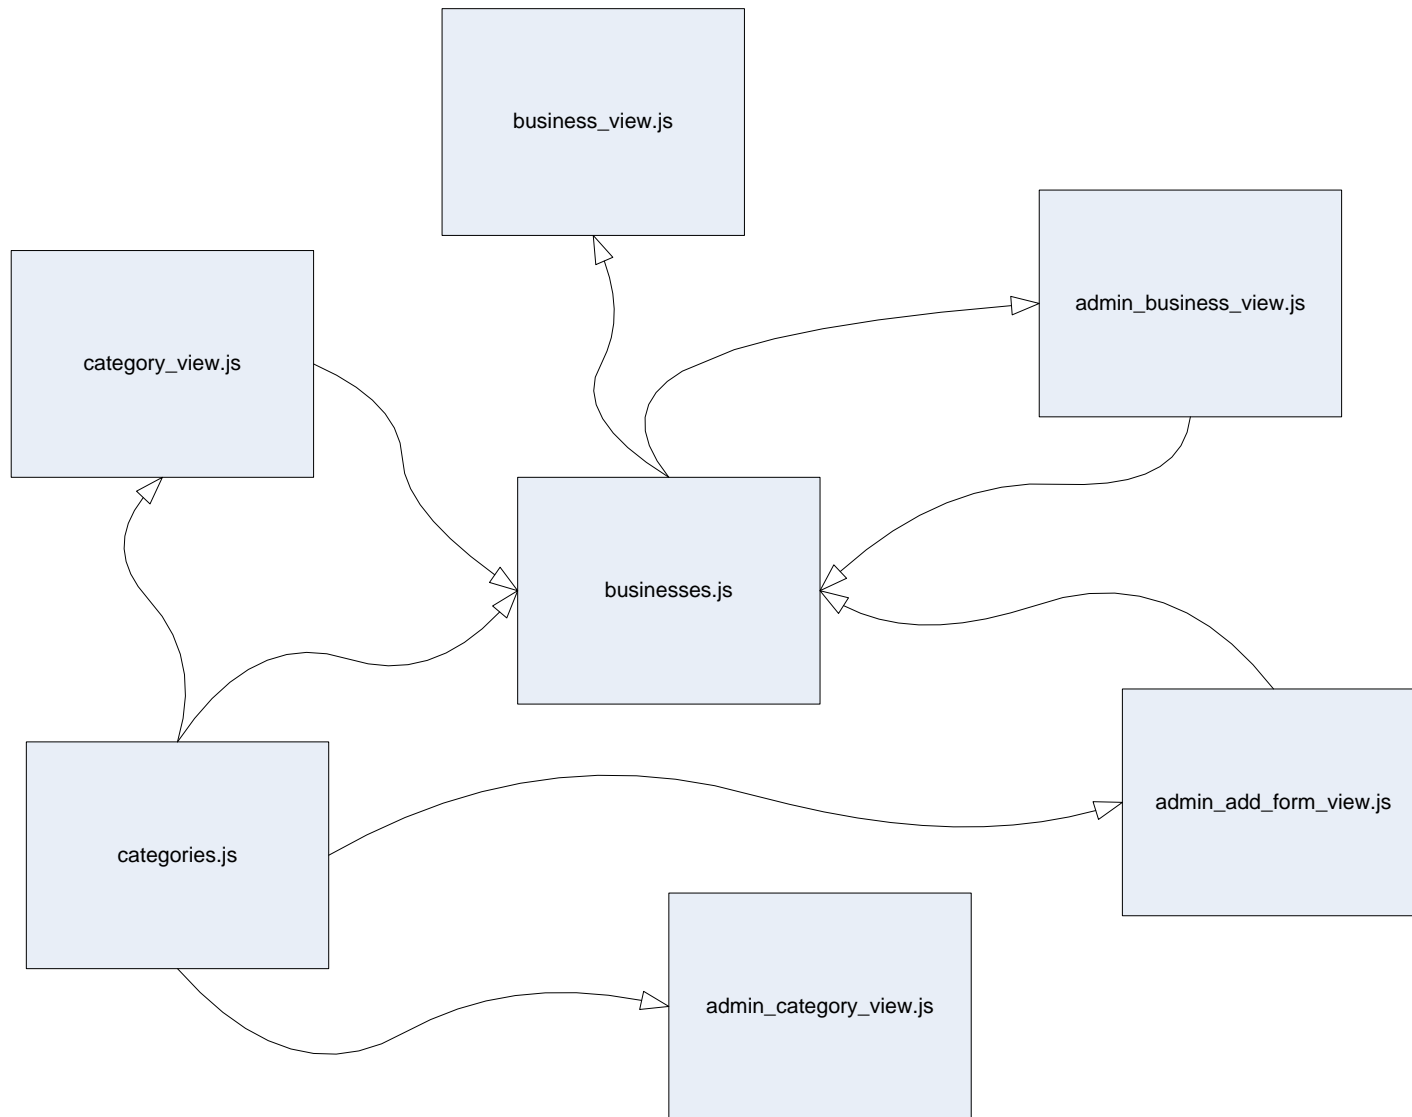 business_view.js
admin_business_view.js
category_view.js
businesses.js
admin_add_form_view.js
categories.js
admin_category_view.js